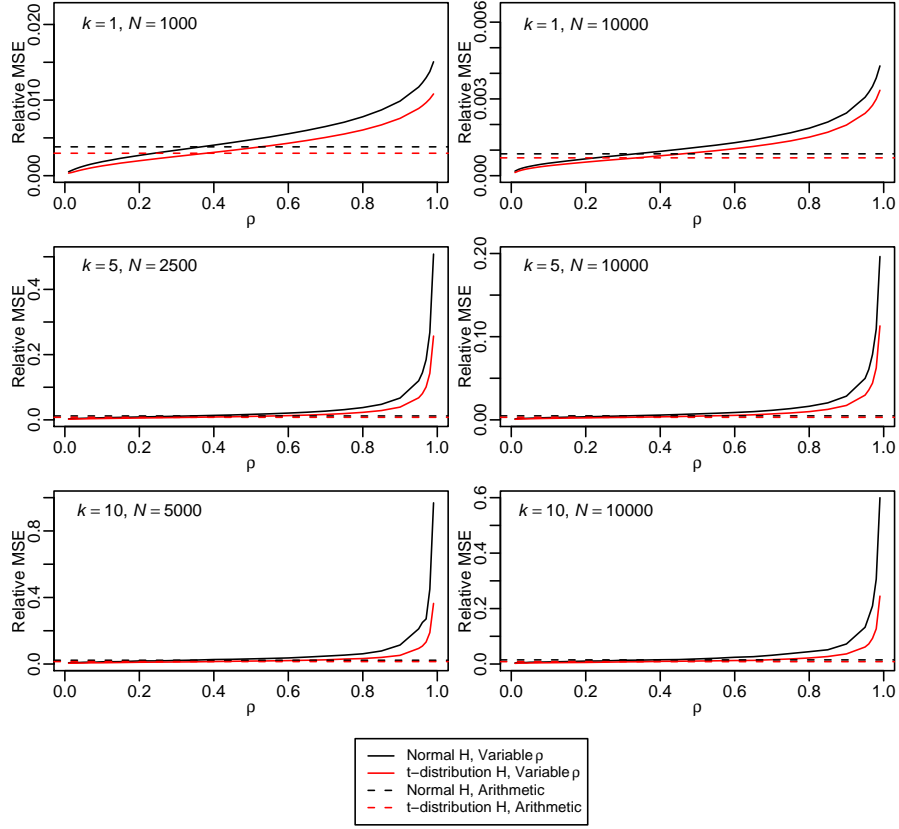 k = 1, N = 1000
Relative MSE
0.000 0.010 0.020
0.0 0.2 0.4 0.6 0.8 1.0
ρ
k = 1, N = 10000
Relative MSE
0.000 0.003 0.006
0.0 0.2 0.4 0.6 0.8 1.0
ρ
k = 5, N = 2500
Relative MSE
0.0 0.2 0.4
0.0 0.2 0.4 0.6 0.8 1.0
ρ
k = 5, N = 10000
Relative MSE
0.00 0.10 0.20
0.0 0.2 0.4 0.6 0.8 1.0
ρ
k = 10, N = 5000
Relative MSE
0.0 0.4 0.8
0.0 0.2 0.4 0.6 0.8 1.0
ρ
k = 10, N = 10000
Relative MSE
0.0 0.2 0.4 0.6
0.0 0.2 0.4 0.6 0.8 1.0
ρ
Normal H, Variable ρ
t−distribution H, Variable ρ
Normal H, Arithmetic
t−distribution H, Arithmetic